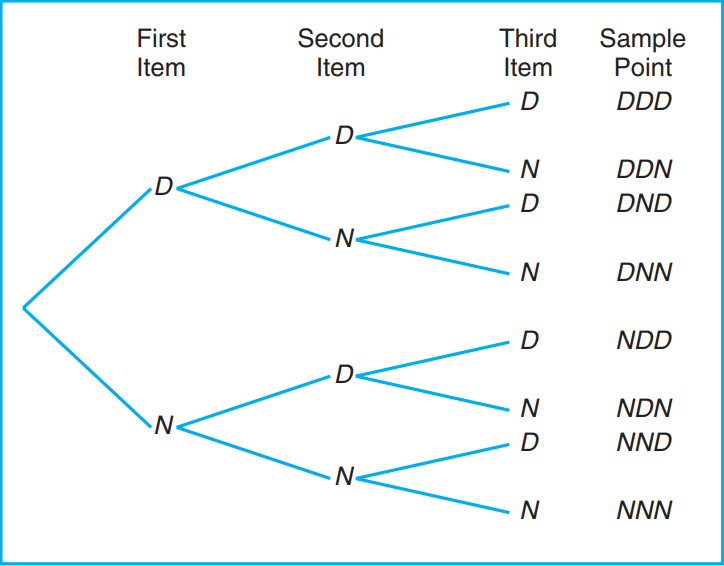 First Second Third Sample
Item Item Item Point
D DDD
D
N DDN
D
D DND
N
N DNN
D NDD
D
N NDN
N
D NND
N
N NNN